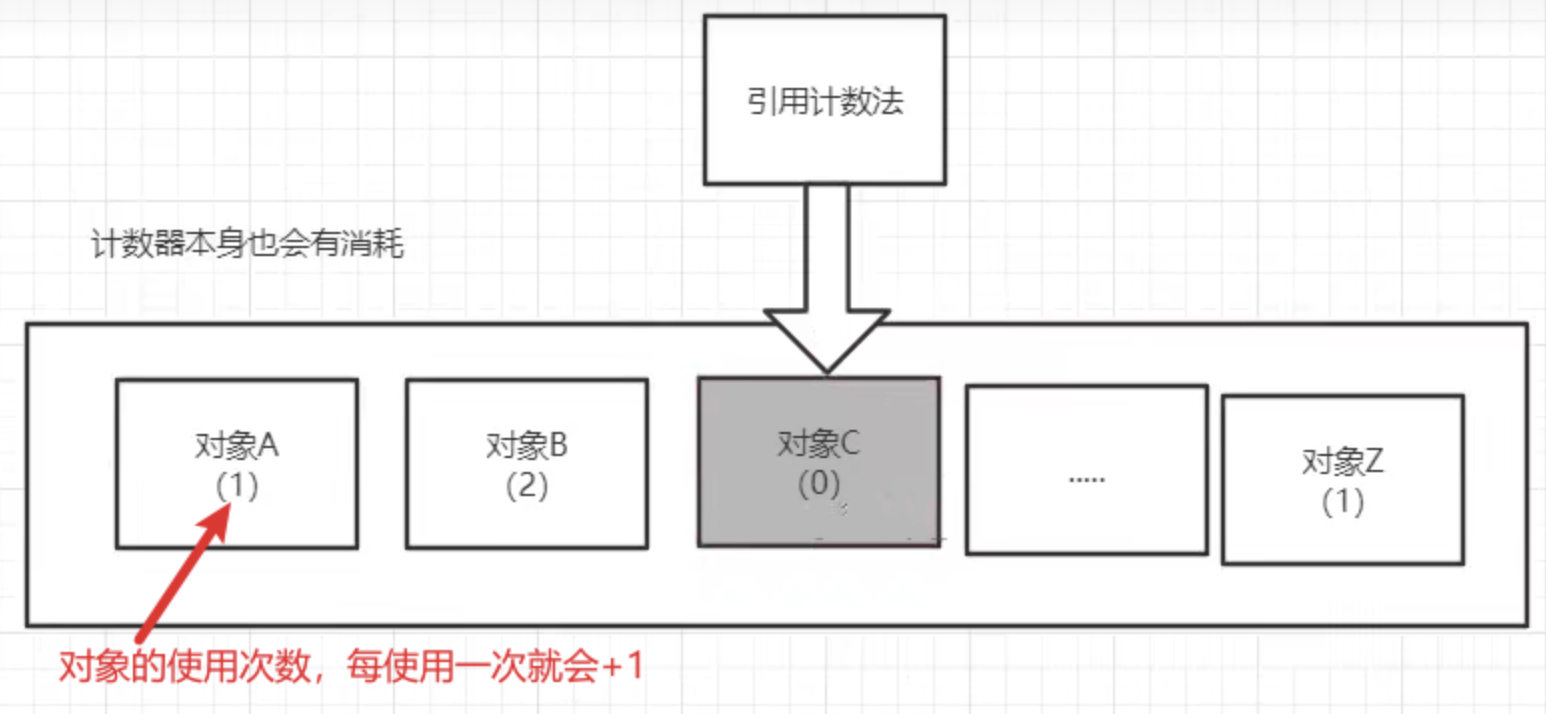 引用计数法
计数器本身也会有消耗
对象A
(1)
对象B
(2)
对象C
(0)
.....
对象Z
(1)
对象的使用次数，每使用一次就会+1